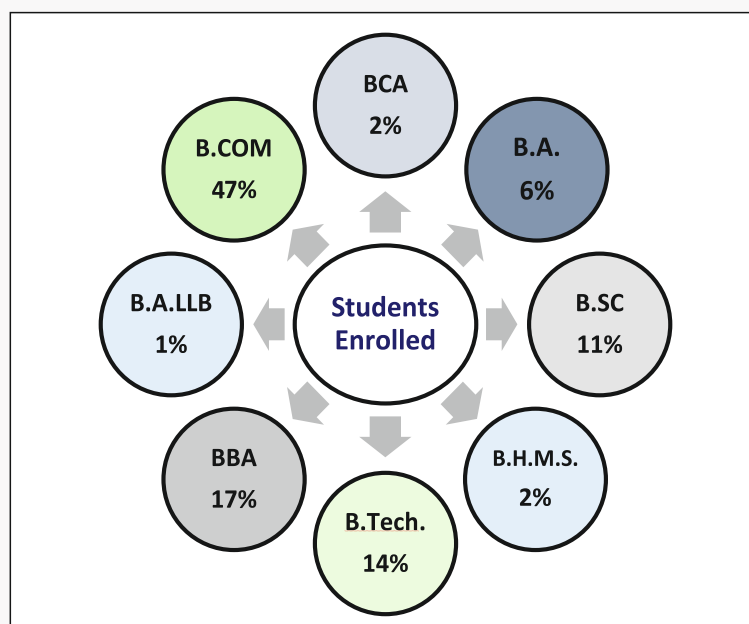 BCA
2%
B.A.
6%
B.SC
11%
B.H.M.S.
2%
B.Tech.
14%
BBA
17%
B.A.LLB
1%
B.COM
47%
Students
Enrolled